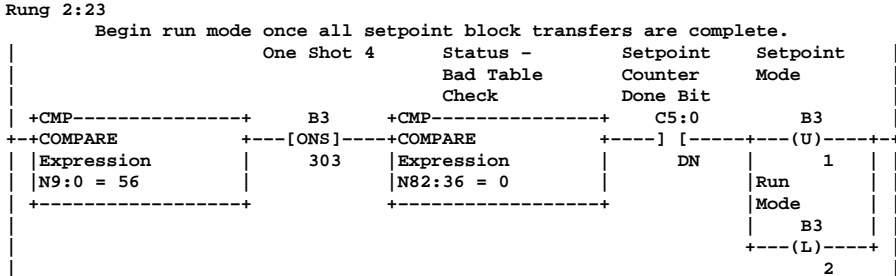 Rung 2:23
Begin run mode once all setpoint block transfers are complete.
| One Shot 4 Status - Setpoint Setpoint |
| Bad Table Counter Mode |
| Check Done Bit |
| +CMP---------------+ B3 +CMP---------------+ C5:0 B3 |
+-+COMPARE +---[ONS]----+COMPARE +----] [-----+---(U)----+-+
| |Expression | 303 |Expression | DN | 1 | |
| |N9:0 = 56 | |N82:36 = 0 | |Run | |
| +------------------+ +------------------+ |Mode | |
| | B3 | |
| +---(L)----+ |
| 2 |